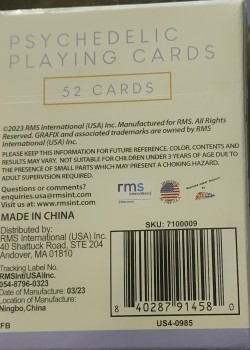 PSYCHEDELIC
PLAYING CARDS
52 CARDS
©2023 RMS International (USA) Inc. Manufactured for RMS. All Rights
Reserved. GRAFIX and associated trademarks are owned by RMS
International (USA) Inc.
PLEASE KEEP THIS INFORMATION FOR FUTURE REFERENCE. COLOR, CONTENTS AND
RESULTS MAY VARY. NOT SUITABLE FOR CHILDREN UNDER 3 YEARS OF AGE DUE TO
THE PRESENCE OF SMALL PARTS WHICH MAY PRESENT A CHOKING HAZARD.
ADULT SUPERVISION REQUIRED.
Questions or comments?
enquiries@rmsint.com
Visit us at: www.rmsint.com
rms
MADE IN CHINA
Distributed by:
RMS International (USA) Inc.
40 Shattuck Road, STE 204
Andover, MA 01810
Tracking Label No.
RMSInt/USA1D-
054-8796-0323
Date of Manufacture: 03/23
Location of Manufacture:
Ningbo, China
FB
SKU: 7100009
8 40287 91458 0
US4-0985